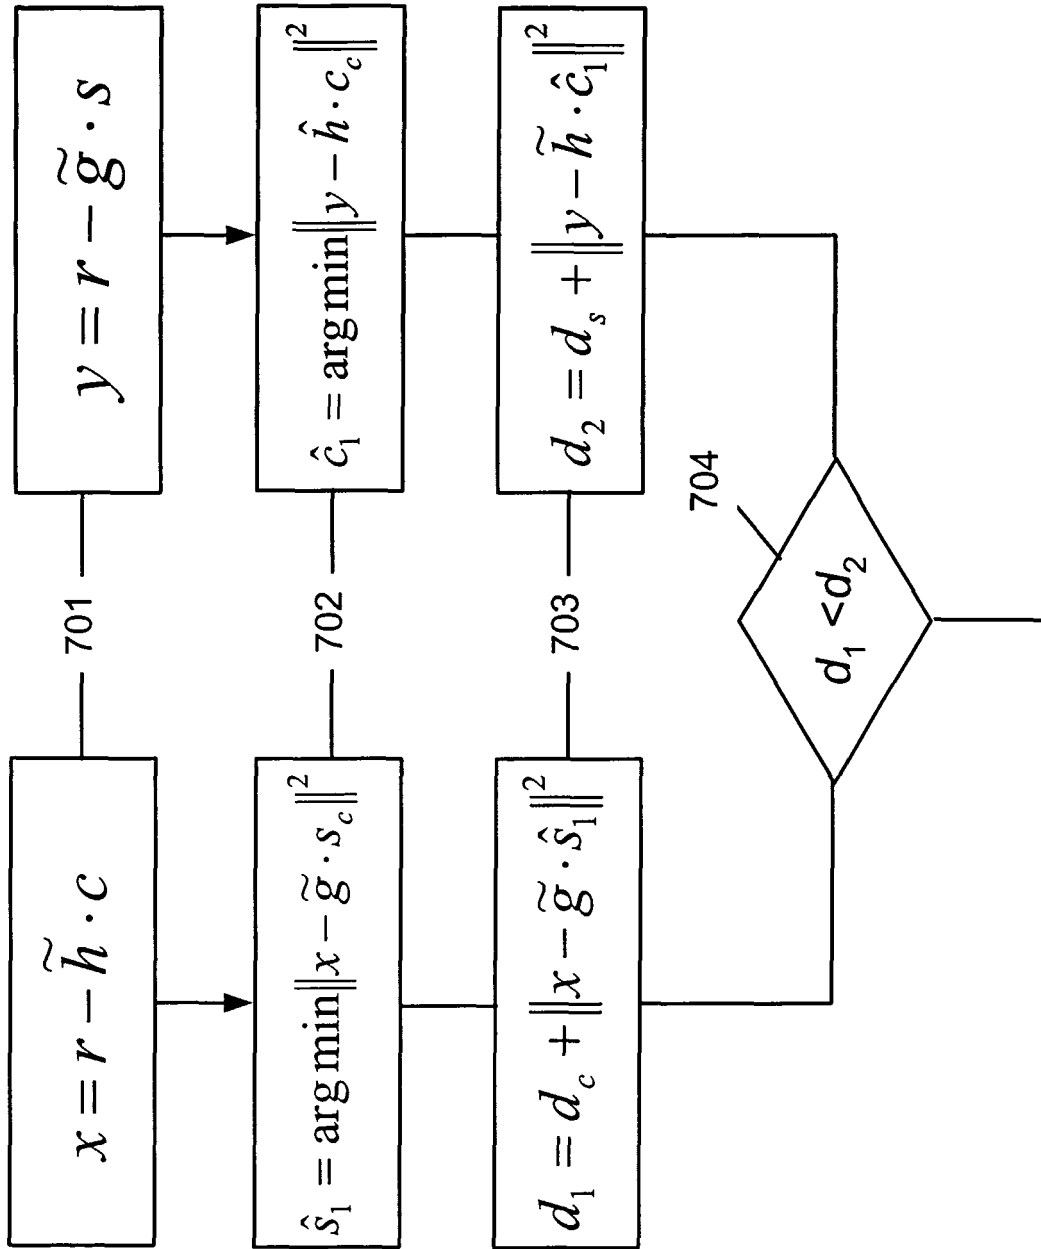 x = r − h̃ · c
701
y = r − g̃ · s
ŝ₁ = arg min‖x − g̃ · s_c‖²
702
ĉ₁ = arg min‖y − ĥ · c_c‖²
d₁ = d_c + ‖x − g̃ · ŝ₁‖²
703
d₂ = d_s + ‖y − h̃ · ĉ₁‖²
704
d₁ <d₂